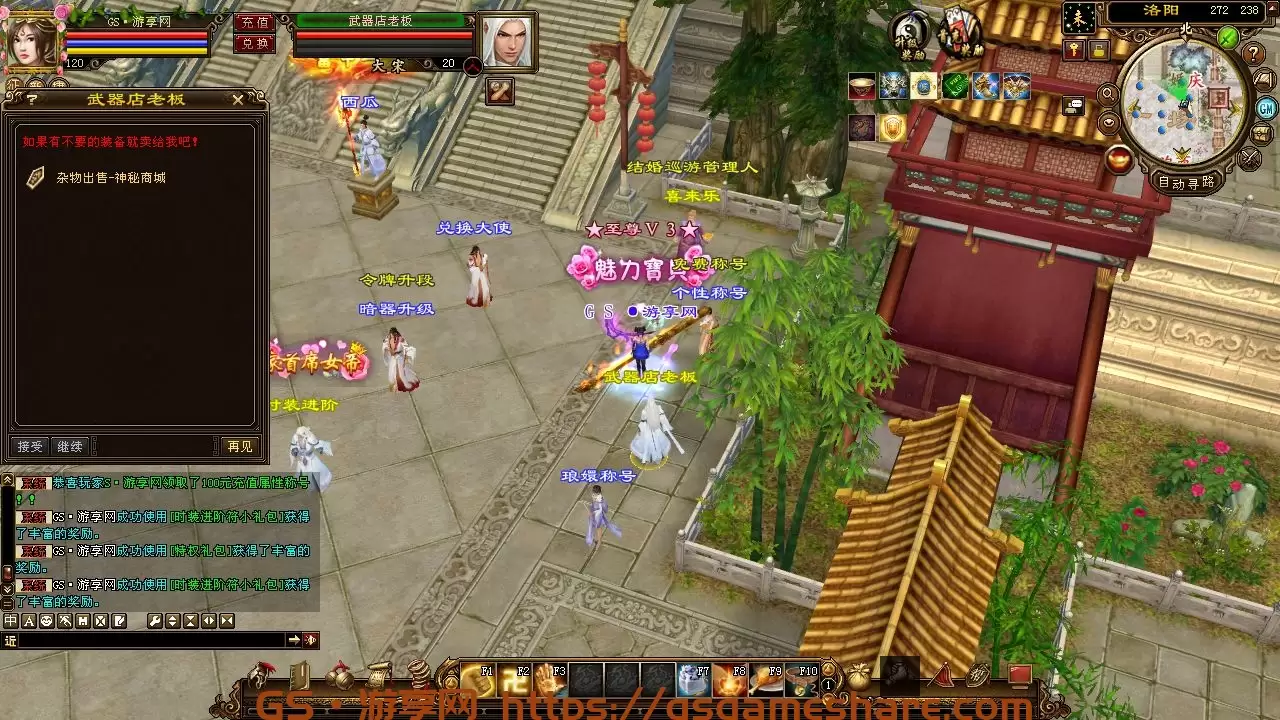 GS·游享网
120
充值
兑换
武器店老板
大宋
20
洛阳
272 238
北
自动寻路
GM
武器店老板
如果有不要的装备就卖给我吧!
杂物出售-神秘商城
接受
继续
再见
西瓜
结婚巡游管理人
喜来乐
兑换大使
★至尊V3★
魅力寶貝
免费称号
令牌升段
个性称号
暗器升级
GS●游享网
首席女帝
武器店老板
时装进阶
琅嬛称号
系统 恭喜玩家S·游享网领取了100元充值属性称号
!!
系统 GS·游享网成功使用[时装进阶符小礼包]获得
了丰富的奖励。
系统 GS·游享网成功使用[特权礼包]获得了丰富的
奖励。
系统 GS·游享网成功使用[时装进阶符小礼包]获得
了丰富的奖励。
近
F1 F2 F3 F7 F8 F9 F10
GS·游享网 https://gsgameshare.com